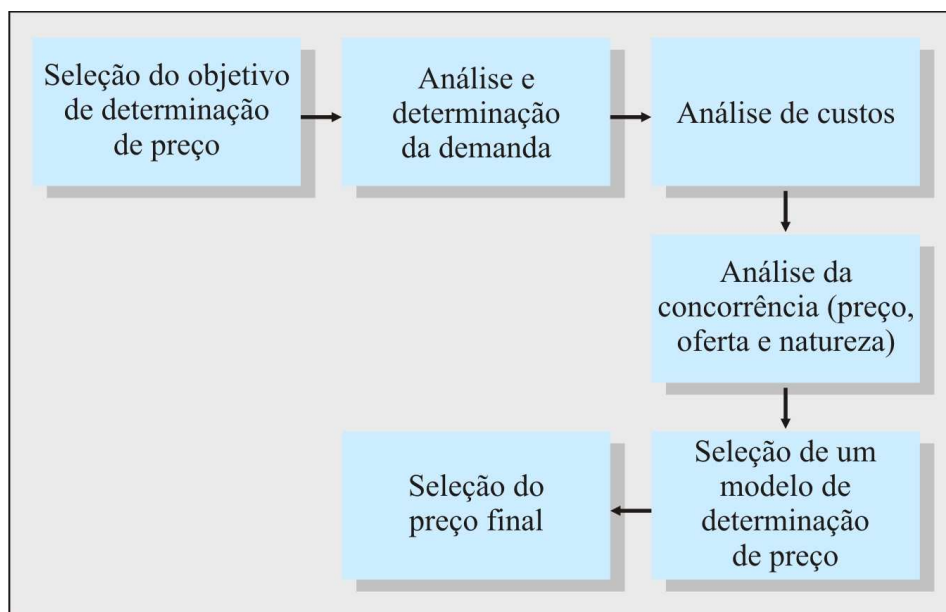 Seleção do objetivo
de determinação
de preço
Análise e
determinação
da demanda
Análise de custos
Análise da
concorrência (preço,
oferta e natureza)
Seleção de um
modelo de
determinação
de preço
Seleção do
preço final